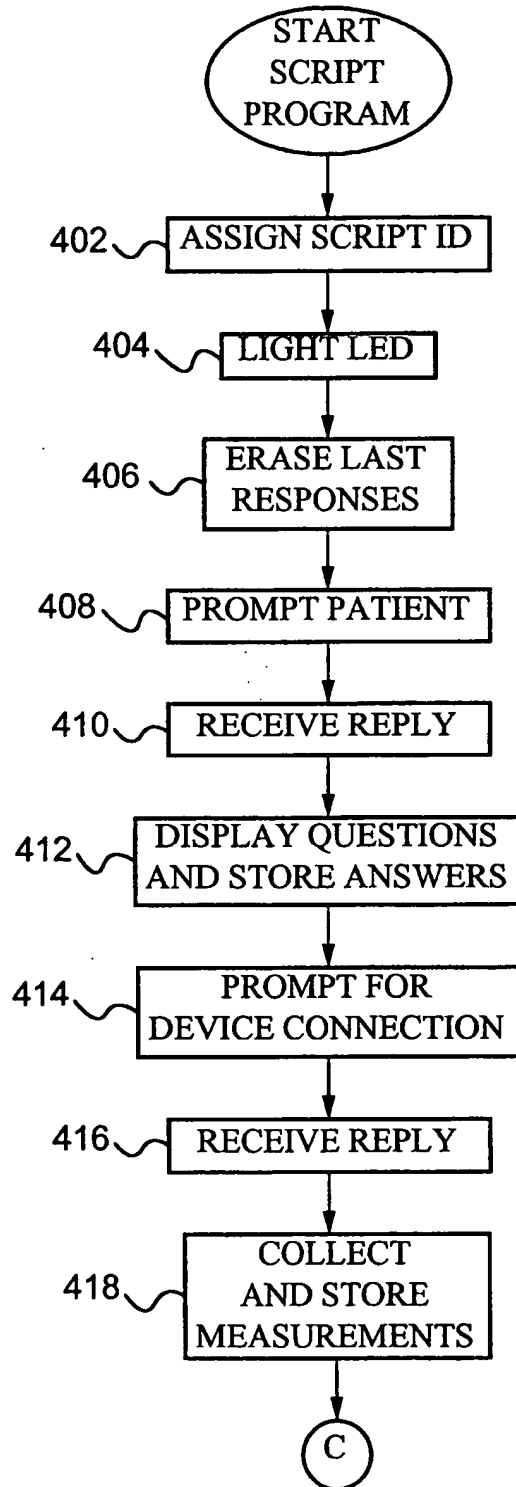 START
SCRIPT
PROGRAM
402 ASSIGN SCRIPT ID
404 LIGHT LED
406 ERASE LAST
RESPONSES
408 PROMPT PATIENT
410 RECEIVE REPLY
412 DISPLAY QUESTIONS
AND STORE ANSWERS
414 PROMPT FOR
DEVICE CONNECTION
416 RECEIVE REPLY
418 COLLECT
AND STORE
MEASUREMENTS
C